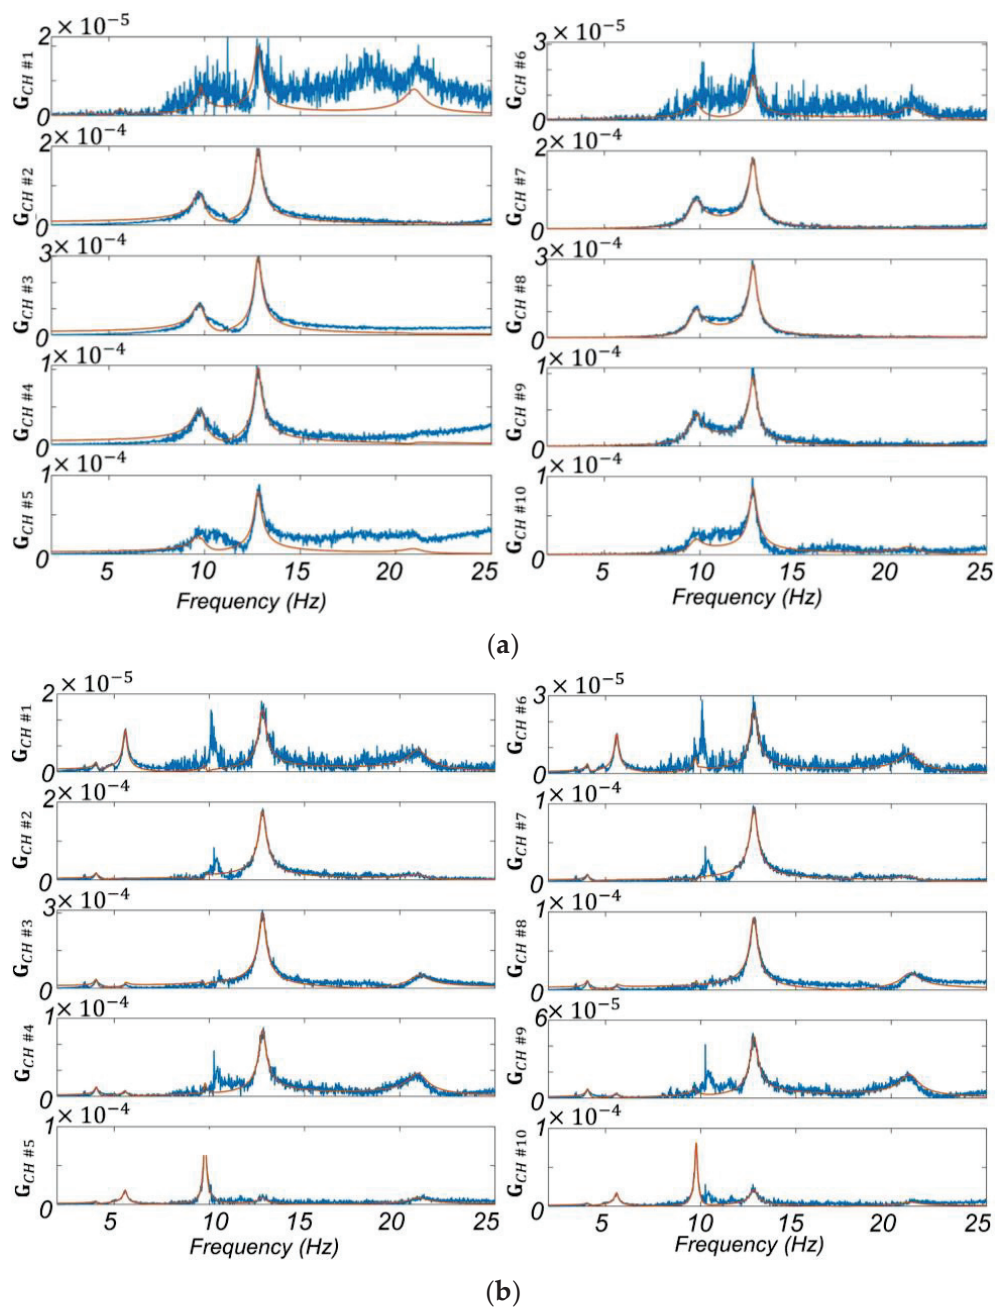 2 × 10⁻⁵
G_CH #1
0
2 × 10⁻⁴
G_CH #2
0
3 × 10⁻⁴
G_CH #3
0
1 × 10⁻⁴
G_CH #4
0
1 × 10⁻⁴
G_CH #5
0
5 10 15 20 25
Frequency (Hz)
3 × 10⁻⁵
G_CH #6
0
2 × 10⁻⁴
G_CH #7
0
3 × 10⁻⁴
G_CH #8
0
1 × 10⁻⁴
G_CH #9
0
1 × 10⁻⁴
G_CH #10
0
5 10 15 20 25
Frequency (Hz)
(a)
2 × 10⁻⁵
G_CH #1
0
2 × 10⁻⁴
G_CH #2
0
3 × 10⁻⁴
G_CH #3
0
1 × 10⁻⁴
G_CH #4
0
1 × 10⁻⁴
G_CH #5
0
5 10 15 20 25
Frequency (Hz)
3 × 10⁻⁵
G_CH #6
0
1 × 10⁻⁴
G_CH #7
0
1 × 10⁻⁴
G_CH #8
0
6 × 10⁻⁵
G_CH #9
0
1 × 10⁻⁴
G_CH #10
0
5 10 15 20 25
Frequency (Hz)
(b)